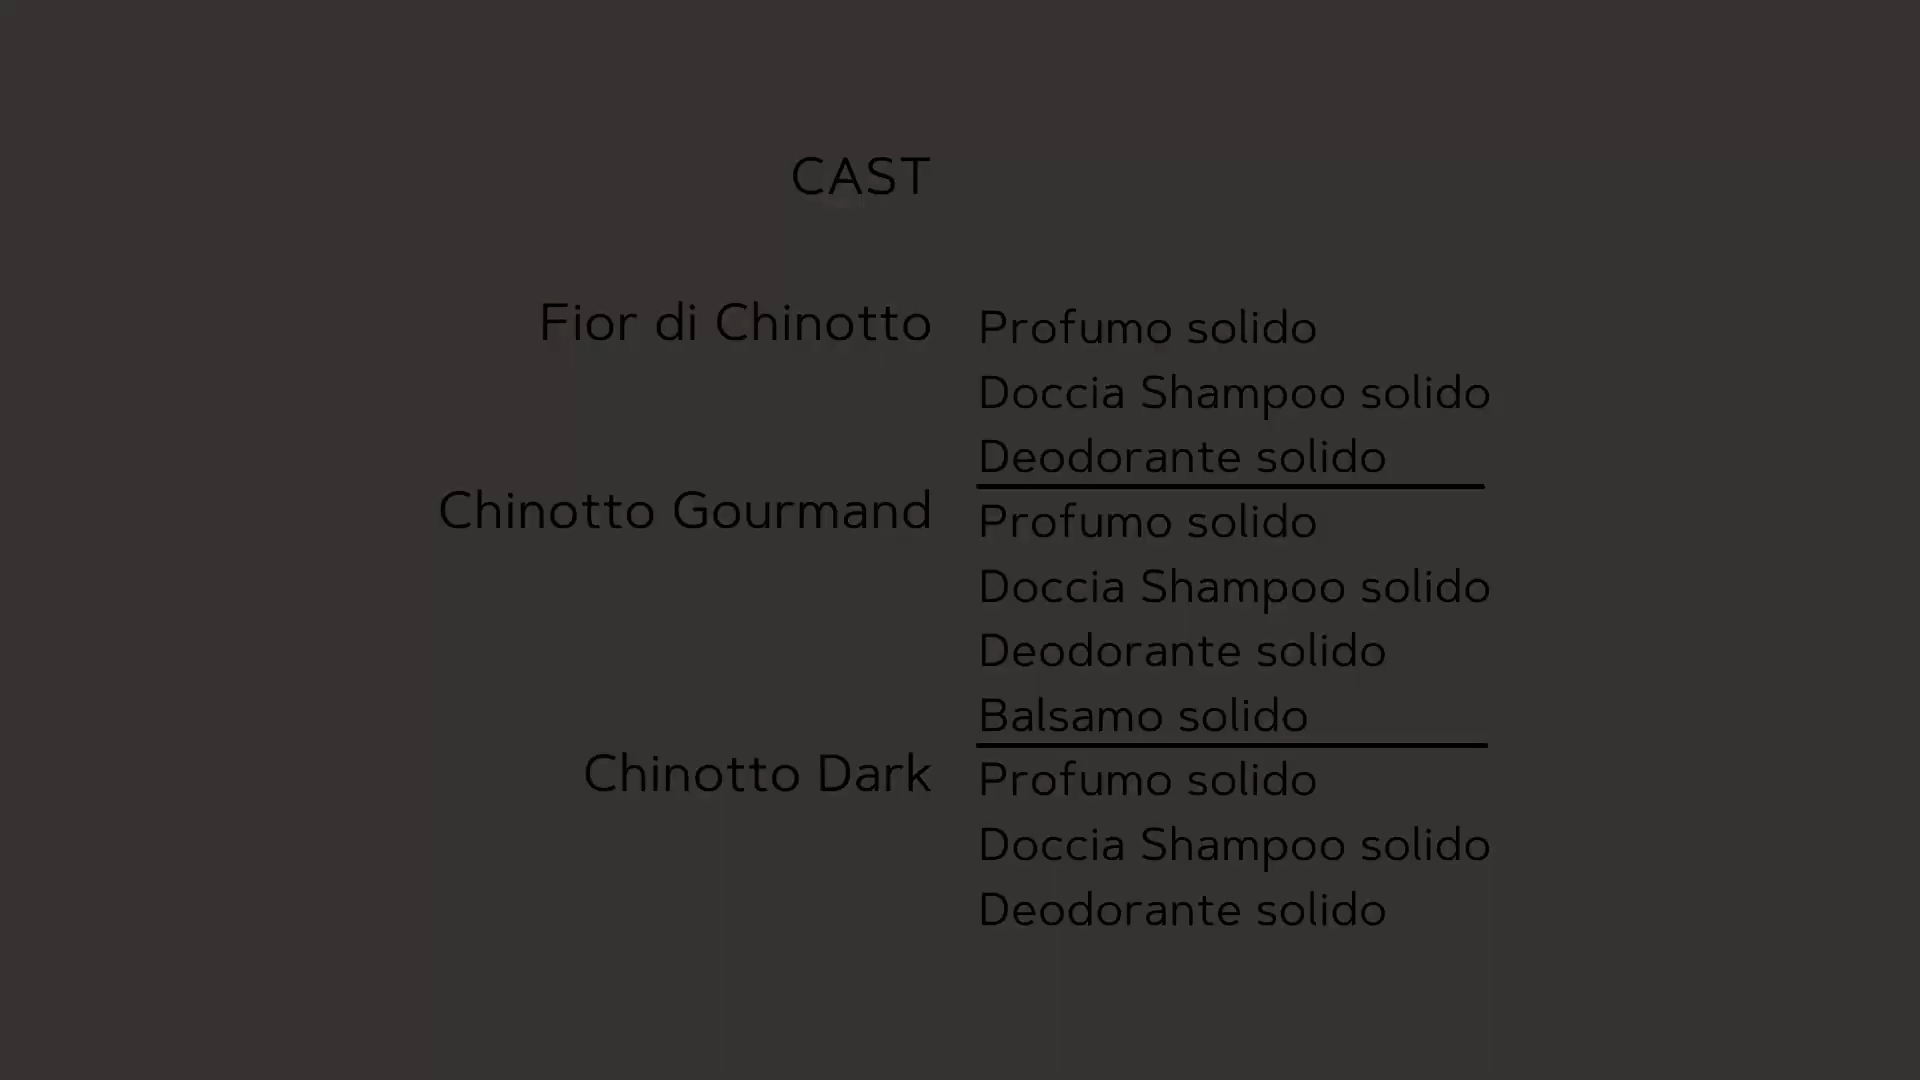 CAST
Fior di Chinotto Profumo solido
Doccia Shampoo solido
Deodorante solido
Chinotto Gourmand Profumo solido
Doccia Shampoo solido
Deodorante solido
Balsamo solido
Chinotto Dark Profumo solido
Doccia Shampoo solido
Deodorante solido